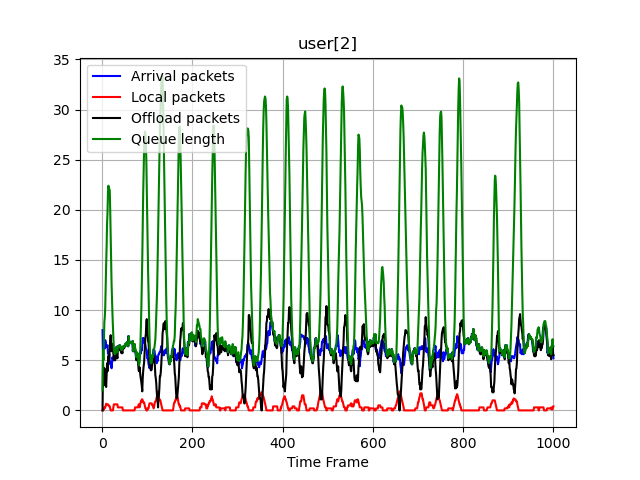 user[2]
Arrival packets
Local packets
Offload packets
Queue length
35
30
25
20
15
10
5
0
0 200 400 600 800 1000
Time Frame